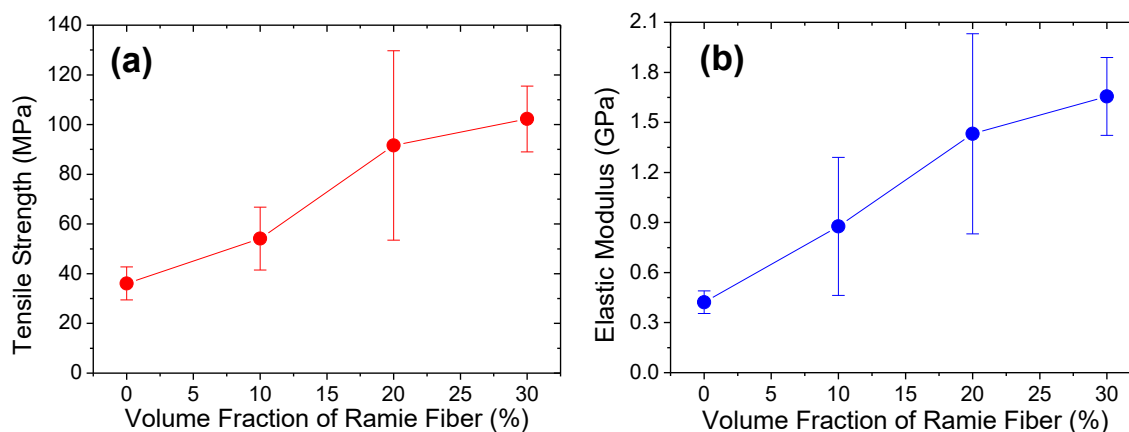 (a)
Tensile Strength (MPa)
140
120
100
80
60
40
20
0
0 5 10 15 20 25 30
Volume Fraction of Ramie Fiber (%)
(b)
Elastic Modulus (GPa)
2.1
1.8
1.5
1.2
0.9
0.6
0.3
0.0
0 5 10 15 20 25 30
Volume Fraction of Ramie Fiber (%)